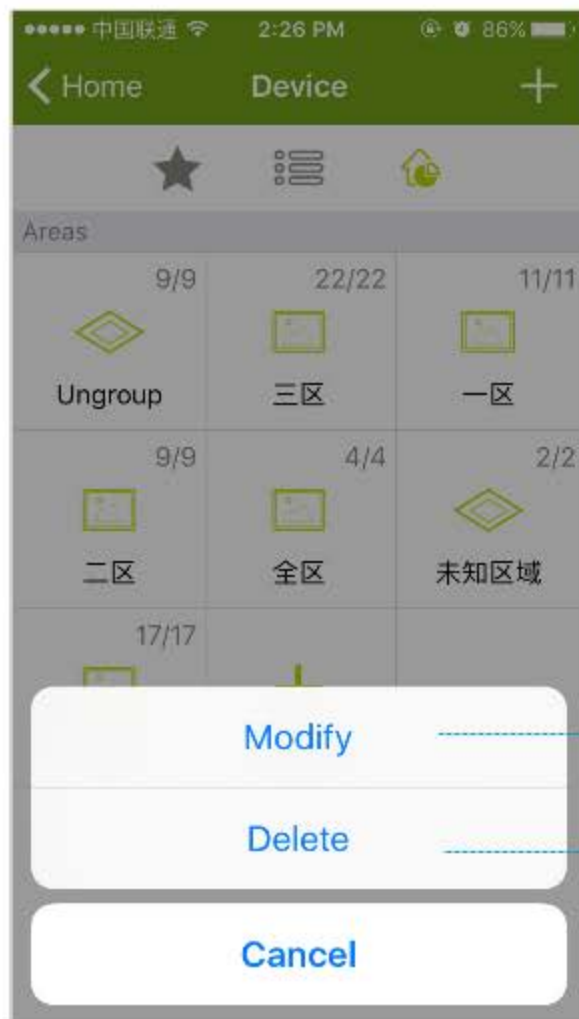 中国联通 2:26 PM 86%
Home Device
Areas
9/9 22/22 11/11
Ungroup 三区 一区
9/9 4/4 2/2
二区 全区 未知区域
17/17
Modify
Delete
Cancel